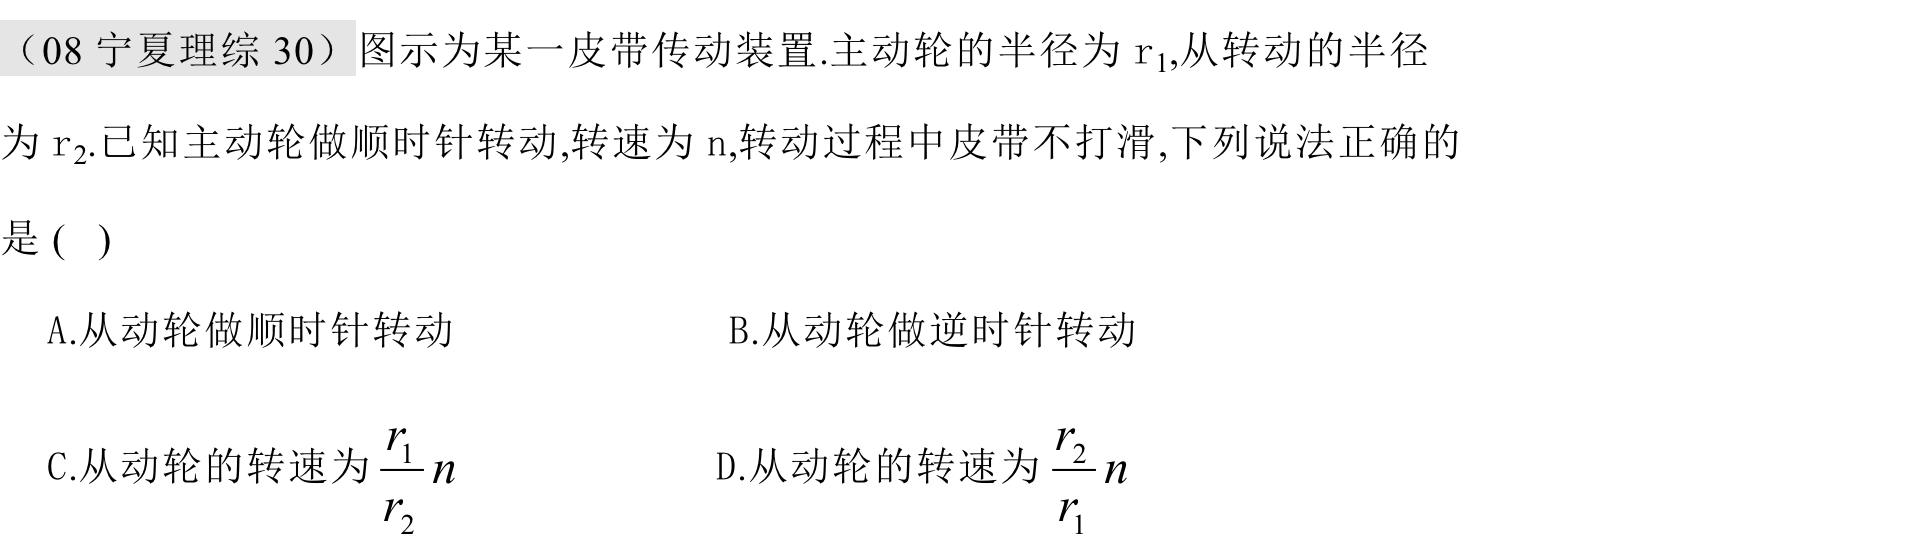 （08 宁夏理综 30）图示为某一皮带传动装置.主动轮的半径为 r₁,从转动的半径
为 r₂.已知主动轮做顺时针转动,转速为 n,转动过程中皮带不打滑,下列说法正确的
是 ( )
A.从动轮做顺时针转动 B.从动轮做逆时针转动
C.从动轮的转速为 r₁/r₂ n D.从动轮的转速为 r₂/r₁ n